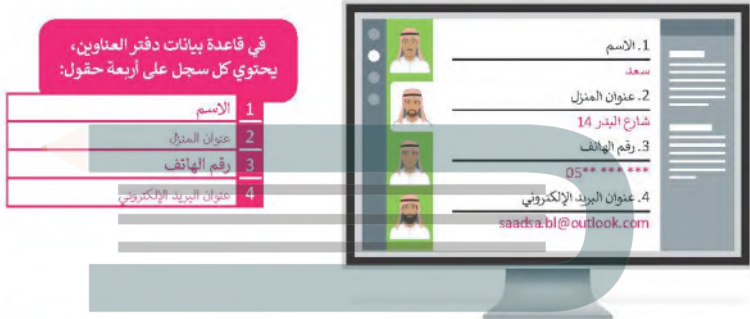 في قاعدة بيانات دفتر العناوين،
يحتوي كل سجل على أربعة حقول:
1 الاسم
2 عنوان المنزل
3 رقم الهاتف
4 عنوان البريد الإلكتروني
1. الاسم
سعد
2. عنوان المنزل
شارع البدر 14
3. رقم الهاتف
05** *** ***
4. عنوان البريد الإلكتروني
saadsa.bl@outlook.com